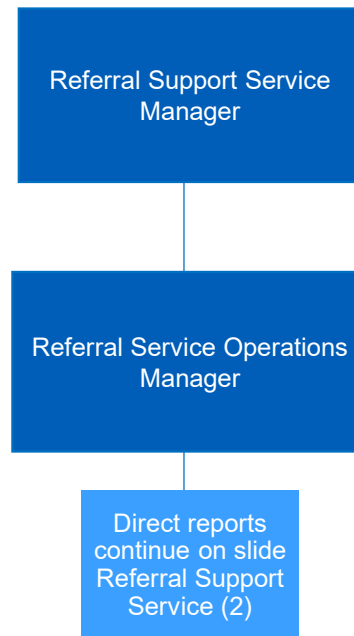 Referral Support Service
Manager
Referral Service Operations
Manager
Direct reports
continue on slide
Referral Support
Service (2)